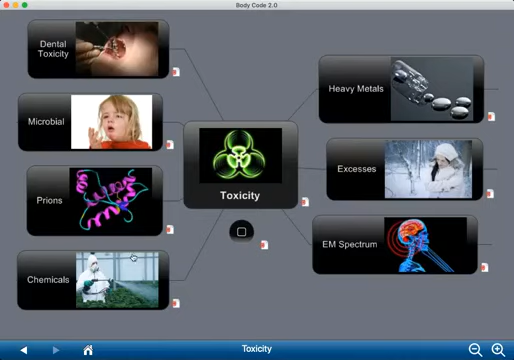 Body Code 2.0
Dental
Toxicity
Microbial
Prions
Chemicals
Toxicity
Heavy Metals
Excesses
EM Spectrum
Toxicity